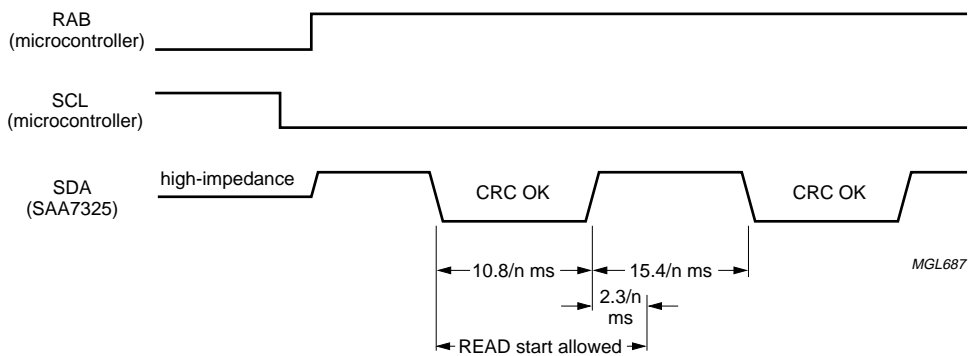 RAB
(microcontroller)
SCL
(microcontroller)
SDA
(SAA7325)
high-impedance
CRC OK
CRC OK
10.8/n ms
15.4/n ms
MGL687
2.3/n
ms
READ start allowed